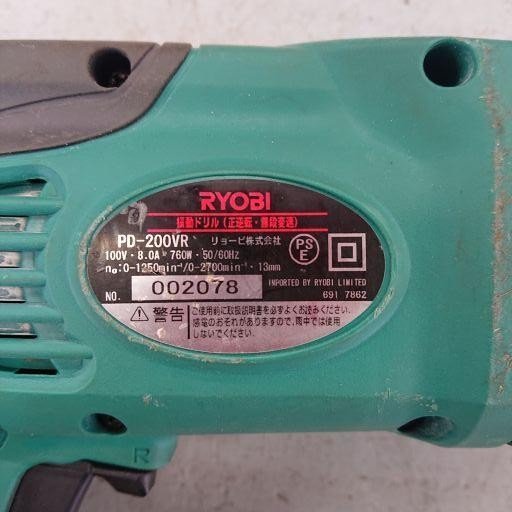 RYOBI
振動ドリル(正逆転・無段変速)
PD-200VR リョービ株式会社
100V・8.0A 760W・50/60Hz
n₀:0-1250min⁻¹/0-2700min⁻¹・13mm
PS E
NO. 002078
IMPORTED BY RYOBI LIMITED
691 7862
警告
ご使用前に取扱説明書を必ずよくお読みください。
感電のおそれがありますので、雨中では使用
しないでください。
R